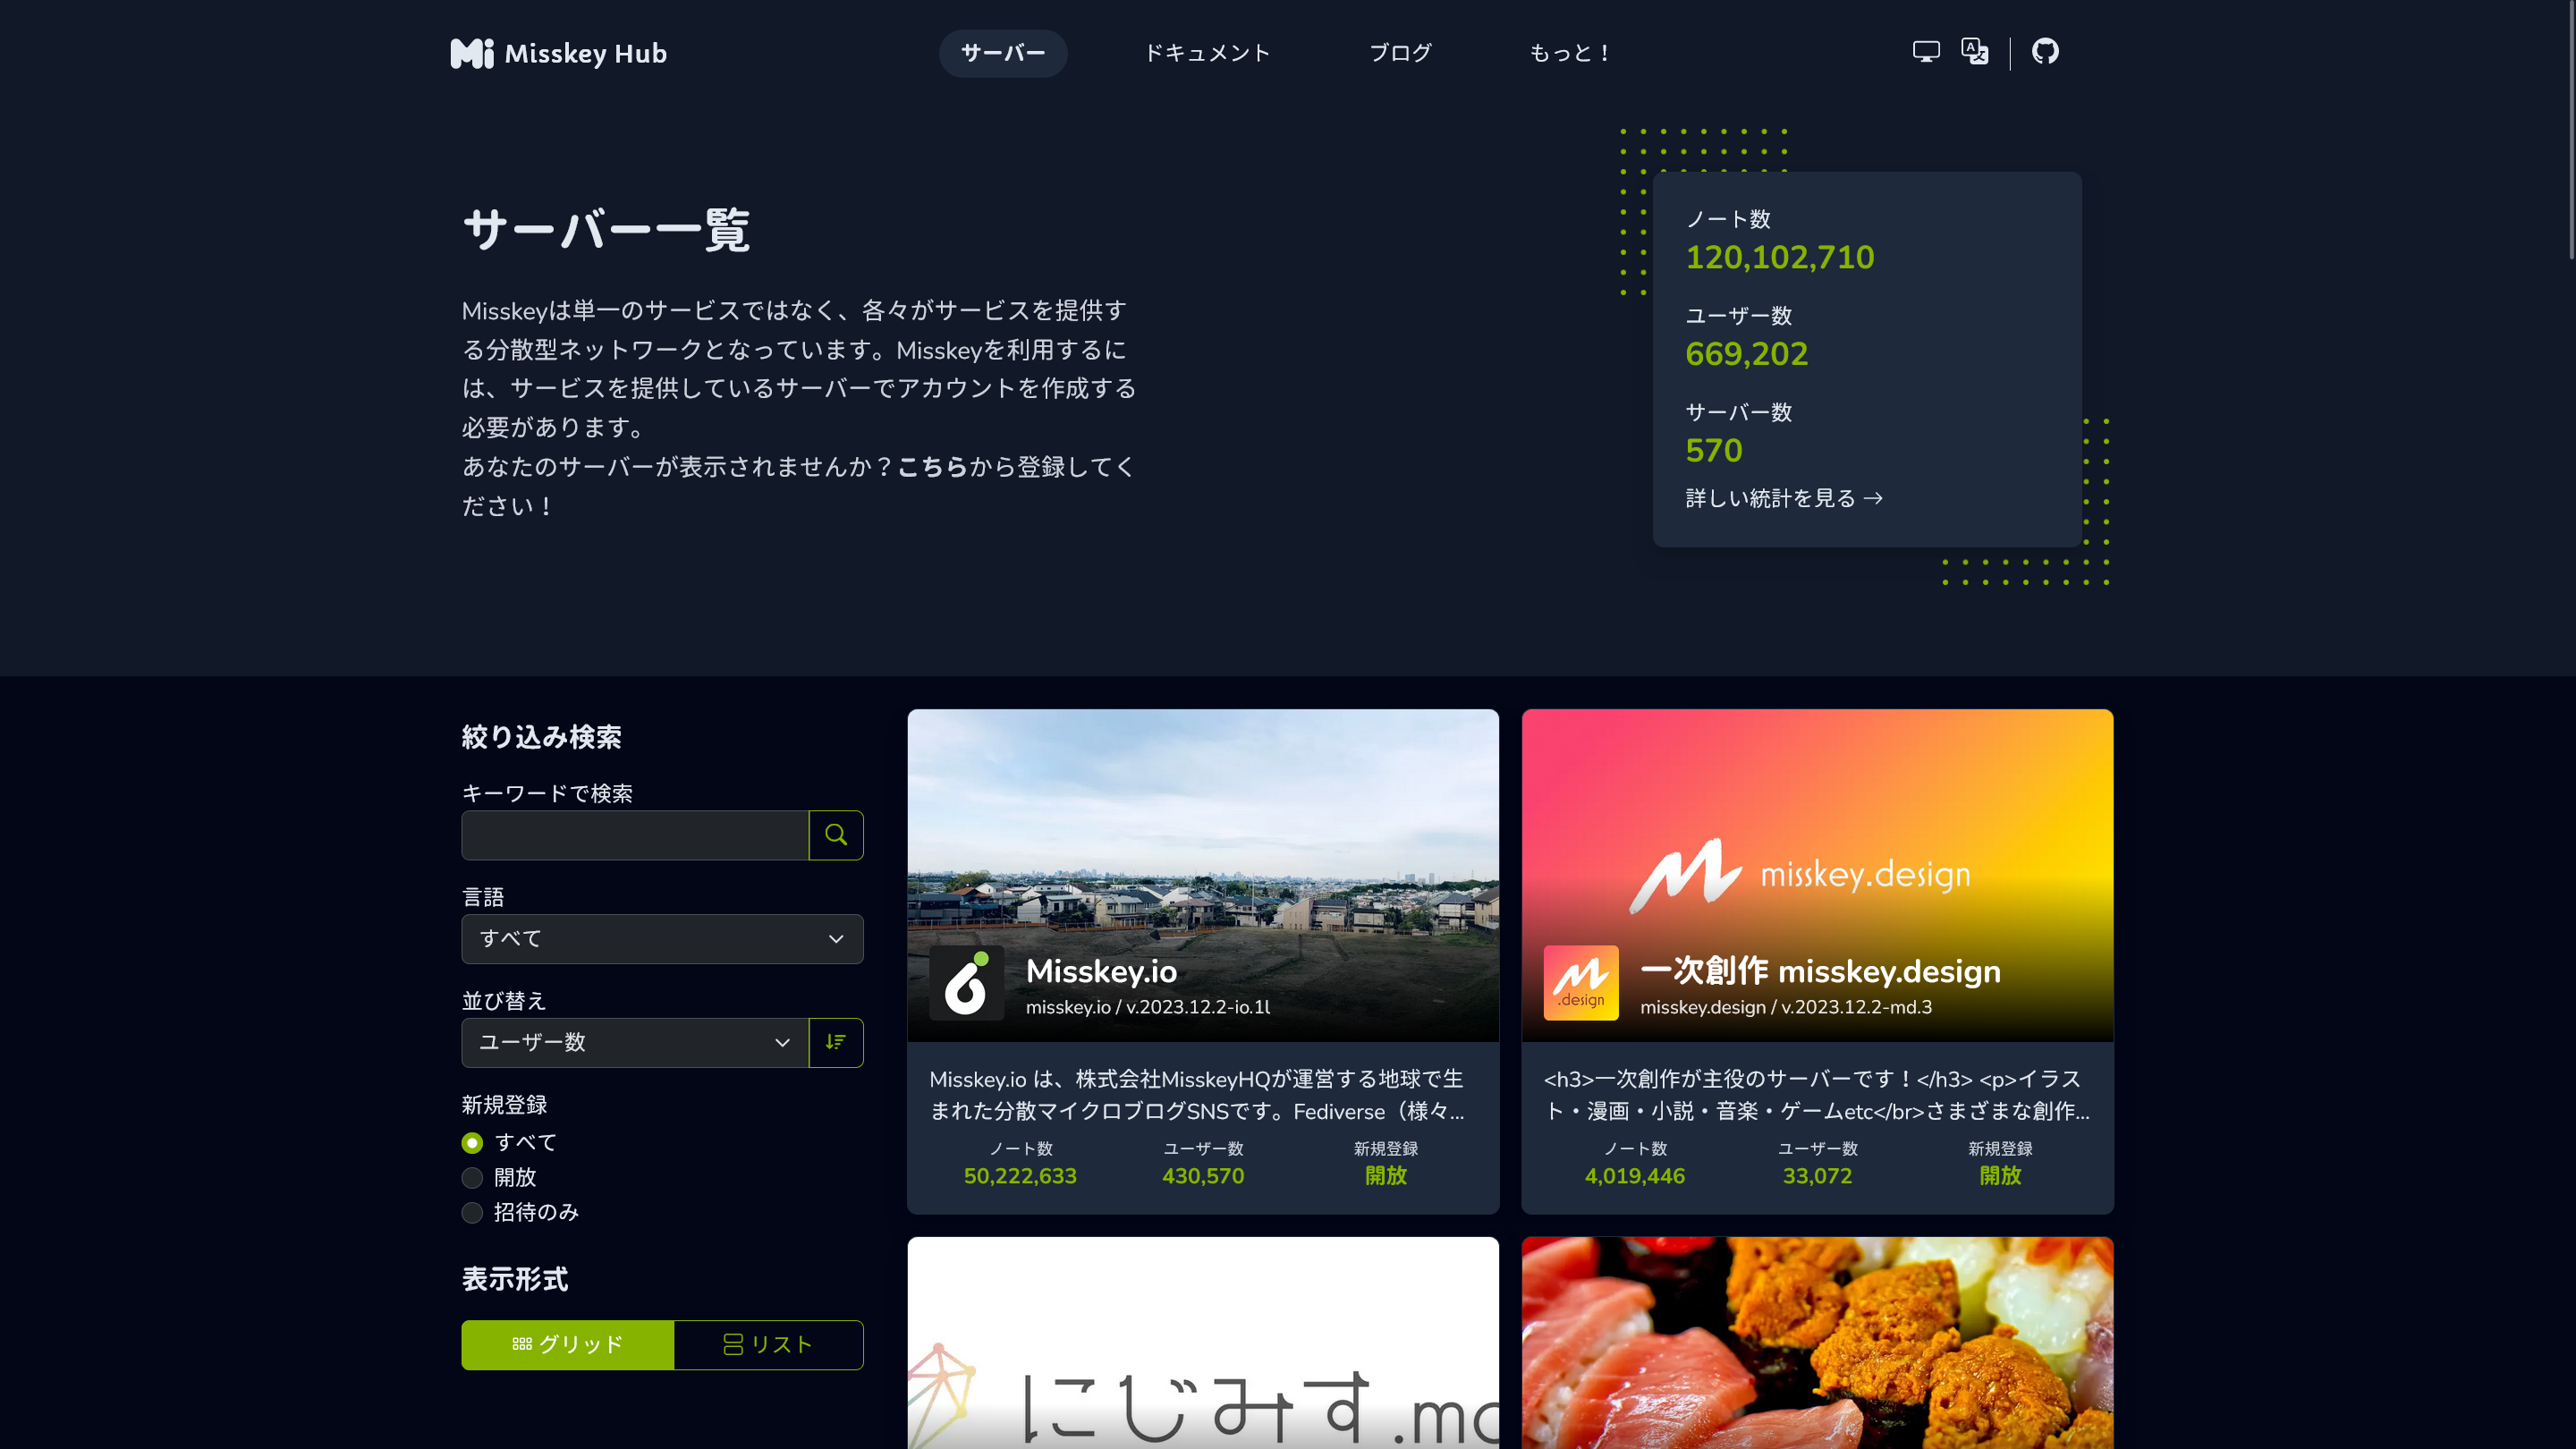 Misskey Hub
サーバー
ドキュメント
ブログ
もっと！
サーバー一覧
Misskeyは単一のサービスではなく、各々がサービスを提供す
る分散型ネットワークとなっています。Misskeyを利用するに
は、サービスを提供しているサーバーでアカウントを作成する
必要があります。
あなたのサーバーが表示されませんか？こちらから登録してく
ださい！
ノート数
120,102,710
ユーザー数
669,202
サーバー数
570
詳しい統計を見る →
絞り込み検索
キーワードで検索
言語
すべて
並び替え
ユーザー数
新規登録
すべて
開放
招待のみ
表示形式
グリッド
リスト
Misskey.io
misskey.io / v.2023.12.2-io.1l
Misskey.io は、株式会社MisskeyHQが運営する地球で生
まれた分散マイクロブログSNSです。Fediverse（様々...
ノート数
50,222,633
ユーザー数
430,570
新規登録
開放
misskey.design
.design
一次創作 misskey.design
misskey.design / v.2023.12.2-md.3
<h3>一次創作が主役のサーバーです！</h3> <p>イラス
ト・漫画・小説・音楽・ゲームetc</br>さまざまな創作...
ノート数
4,019,446
ユーザー数
33,072
新規登録
開放
にじみす.mo